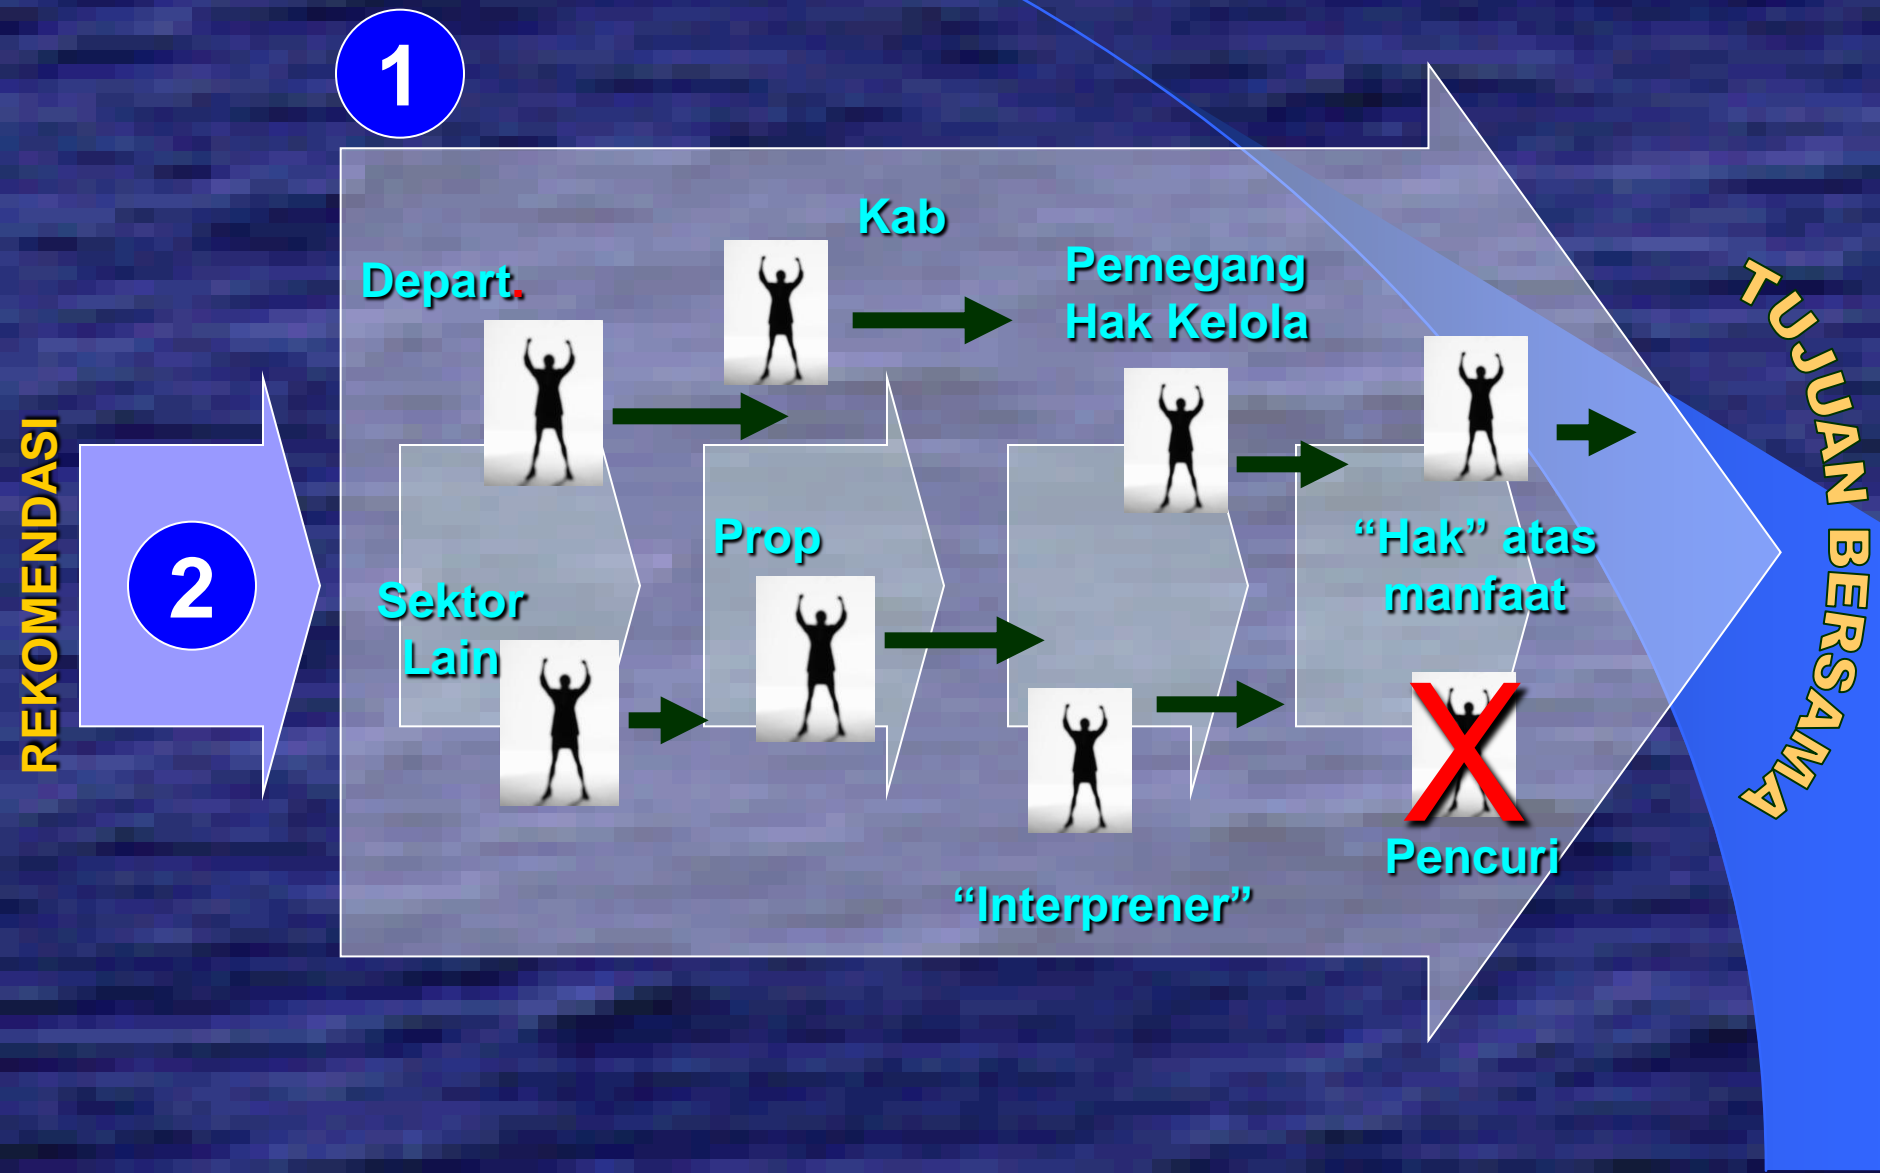 1
Kab
Depart.
Pemegang
Hak Kelola
REKOMENDASI
2
Sektor
Lain
Prop
“Hak” atas
manfaat
X
Pencuri
“Interprener”
TUJUAN BERSAMA